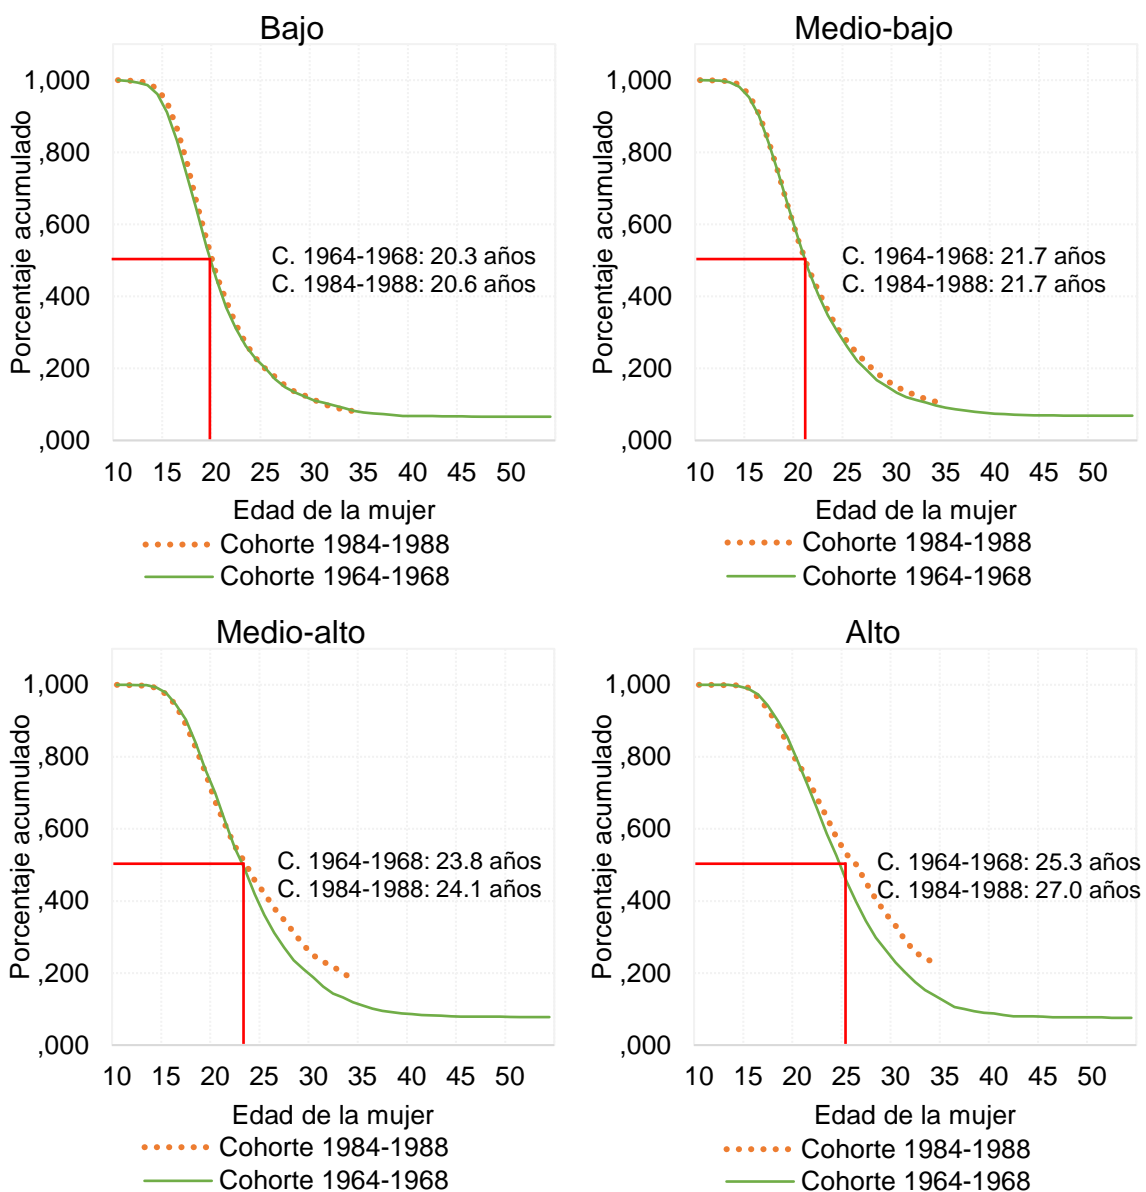 Bajo
Porcentaje acumulado
1,000
,800
,600
,400
,200
,000
C. 1964-1968: 20.3 años
C. 1984-1988: 20.6 años
10 15 20 25 30 35 40 45 50
Edad de la mujer
Cohorte 1984-1988
Cohorte 1964-1968
Medio-bajo
Porcentaje acumulado
1,000
,800
,600
,400
,200
,000
C. 1964-1968: 21.7 años
C. 1984-1988: 21.7 años
10 15 20 25 30 35 40 45 50
Edad de la mujer
Cohorte 1984-1988
Cohorte 1964-1968
Medio-alto
Porcentaje acumulado
1,000
,800
,600
,400
,200
,000
C. 1964-1968: 23.8 años
C. 1984-1988: 24.1 años
10 15 20 25 30 35 40 45 50
Edad de la mujer
Cohorte 1984-1988
Cohorte 1964-1968
Alto
Porcentaje acumulado
1,000
,800
,600
,400
,200
,000
C. 1964-1968: 25.3 años
C. 1984-1988: 27.0 años
10 15 20 25 30 35 40 45 50
Edad de la mujer
Cohorte 1984-1988
Cohorte 1964-1968